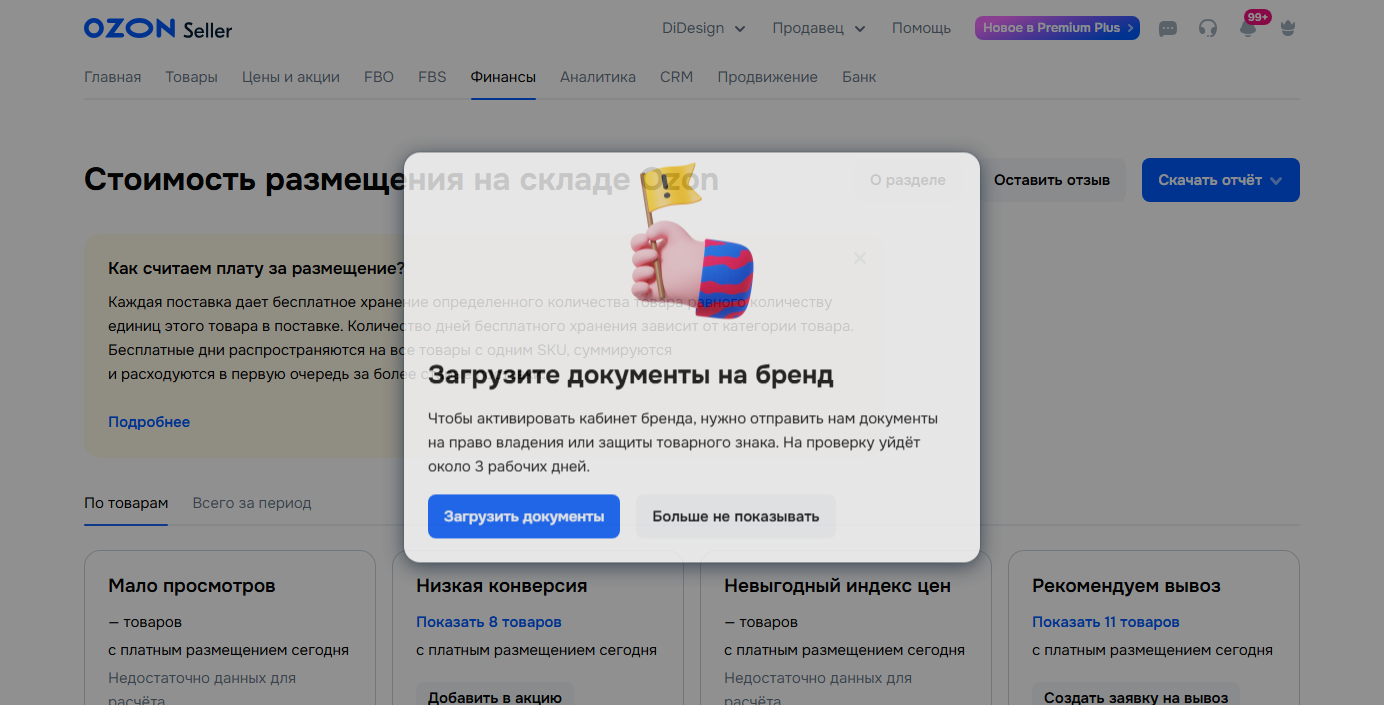 OZON Seller
DiDesign
Продавец
Помощь
Новое в Premium Plus
99+
Главная
Товары
Цены и акции
FBO
FBS
Финансы
Аналитика
CRM
Продвижение
Банк
Стоимость размещения на складе Ozon
О разделе
Оставить отзыв
Скачать отчёт
Как считаем плату за размещение?
Каждая поставка дает бесплатное хранение определенного количества товара равного количеству
единиц этого товара в поставке. Количество дней бесплатного хранения зависит от категории товара.
Бесплатные дни распространяются на все товары с одним SKU, суммируются
и расходуются в первую очередь за более
Подробнее
Загрузите документы на бренд
Чтобы активировать кабинет бренда, нужно отправить нам документы
на право владения или защиты товарного знака. На проверку уйдёт
около 3 рабочих дней.
Загрузить документы
Больше не показывать
По товарам
Всего за период
Мало просмотров
– товаров
с платным размещением сегодня
Недостаточно данных для
расчёта
Низкая конверсия
Показать 8 товаров
с платным размещением сегодня
Добавить в акцию
Невыгодный индекс цен
– товаров
с платным размещением сегодня
Недостаточно данных для
расчёта
Рекомендуем вывоз
Показать 11 товаров
с платным размещением сегодня
Создать заявку на вывоз